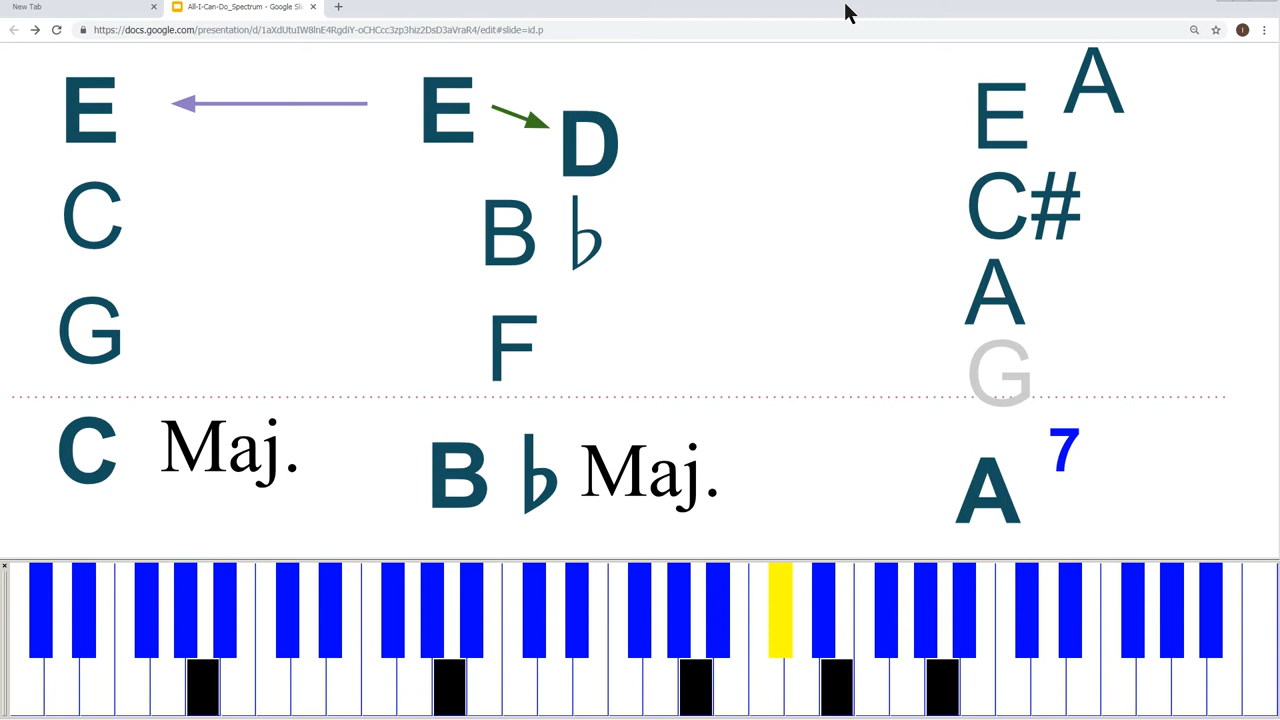 New Tab
All-I-Can-Do_Spectrum - Google Sli
https://docs.google.com/presentation/d/1aXdUtuIW8lnE4RgdiY-oCHCcc3zp3hiz2DsD3aVraR4/edit#slide=id.p
E E D E A
C B ♭ C#
G F A
G
C Maj. B ♭ Maj. A 7